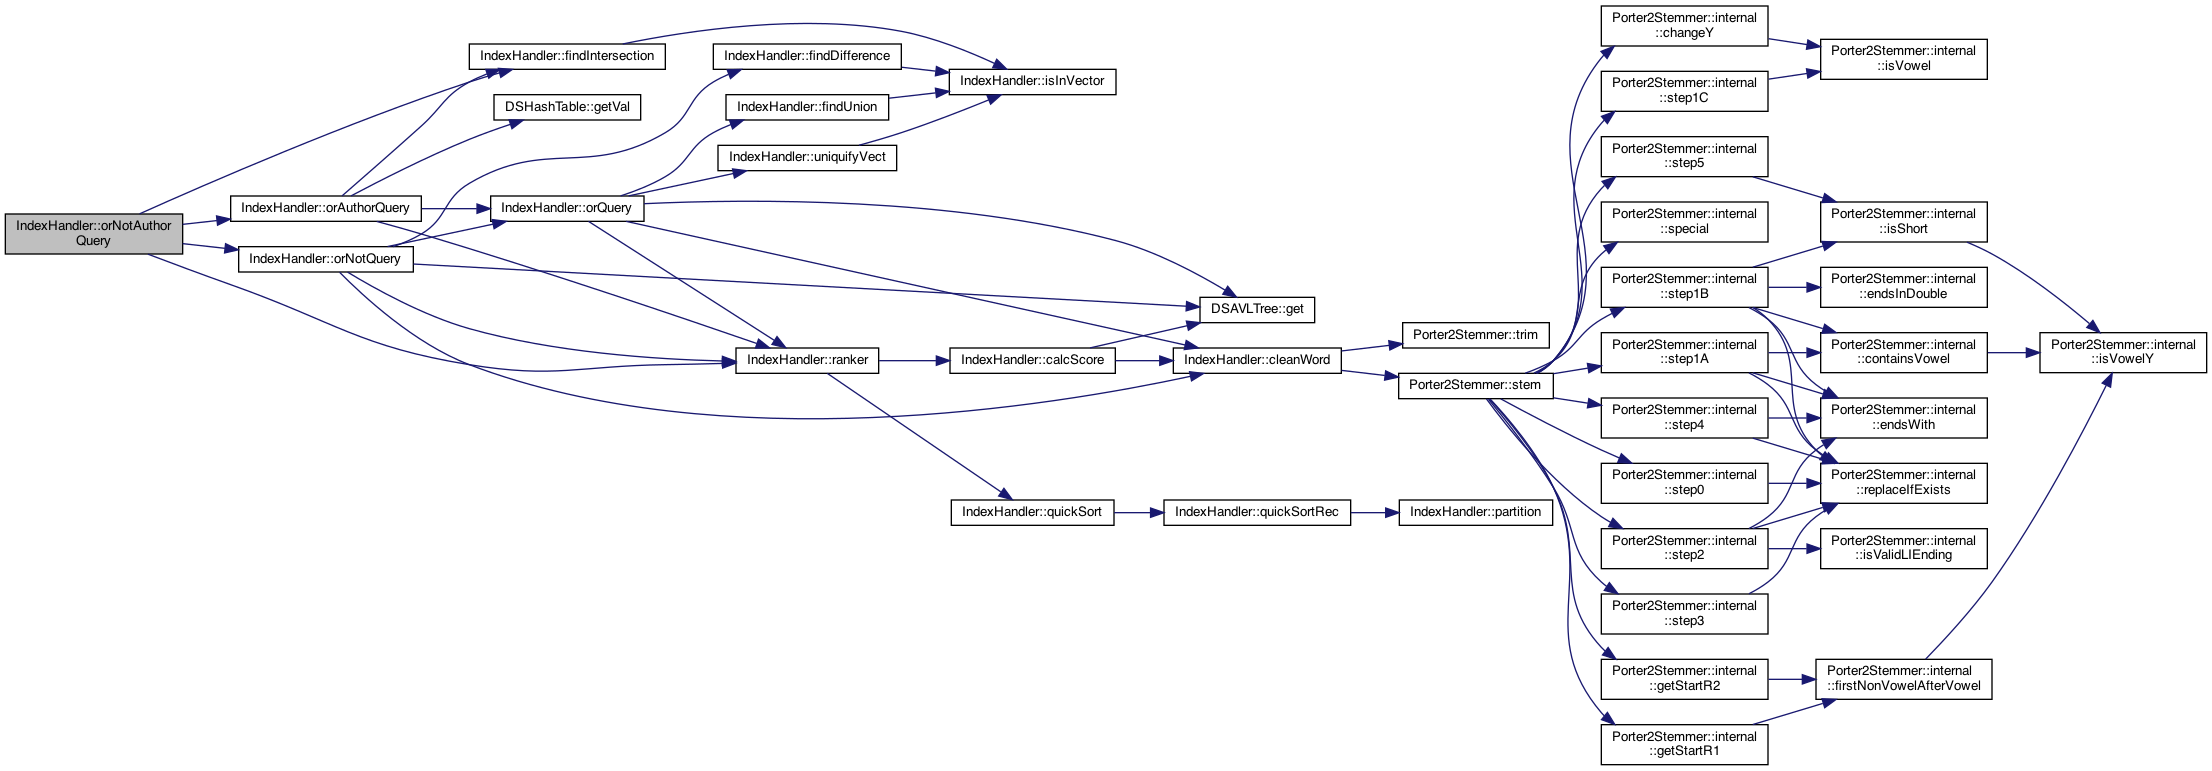 IndexHandler::orNotAuthor
Query
IndexHandler::findIntersection
DSHashTable::getVal
IndexHandler::orAuthorQuery
IndexHandler::orNotQuery
IndexHandler::orQuery
IndexHandler::findDifference
IndexHandler::findUnion
IndexHandler::uniquifyVect
IndexHandler::ranker
IndexHandler::isInVector
IndexHandler::calcScore
IndexHandler::quickSort
DSAVLTree::get
IndexHandler::cleanWord
IndexHandler::quickSortRec
Porter2Stemmer::trim
Porter2Stemmer::stem
IndexHandler::partition
Porter2Stemmer::internal
::changeY
Porter2Stemmer::internal
::step1C
Porter2Stemmer::internal
::step5
Porter2Stemmer::internal
::special
Porter2Stemmer::internal
::step1B
Porter2Stemmer::internal
::step1A
Porter2Stemmer::internal
::step4
Porter2Stemmer::internal
::step0
Porter2Stemmer::internal
::step2
Porter2Stemmer::internal
::step3
Porter2Stemmer::internal
::getStartR2
Porter2Stemmer::internal
::getStartR1
Porter2Stemmer::internal
::isVowel
Porter2Stemmer::internal
::isShort
Porter2Stemmer::internal
::endsInDouble
Porter2Stemmer::internal
::containsVowel
Porter2Stemmer::internal
::endsWith
Porter2Stemmer::internal
::replaceIfExists
Porter2Stemmer::internal
::isValidLIEnding
Porter2Stemmer::internal
::firstNonVowelAfterVowel
Porter2Stemmer::internal
::isVowelY